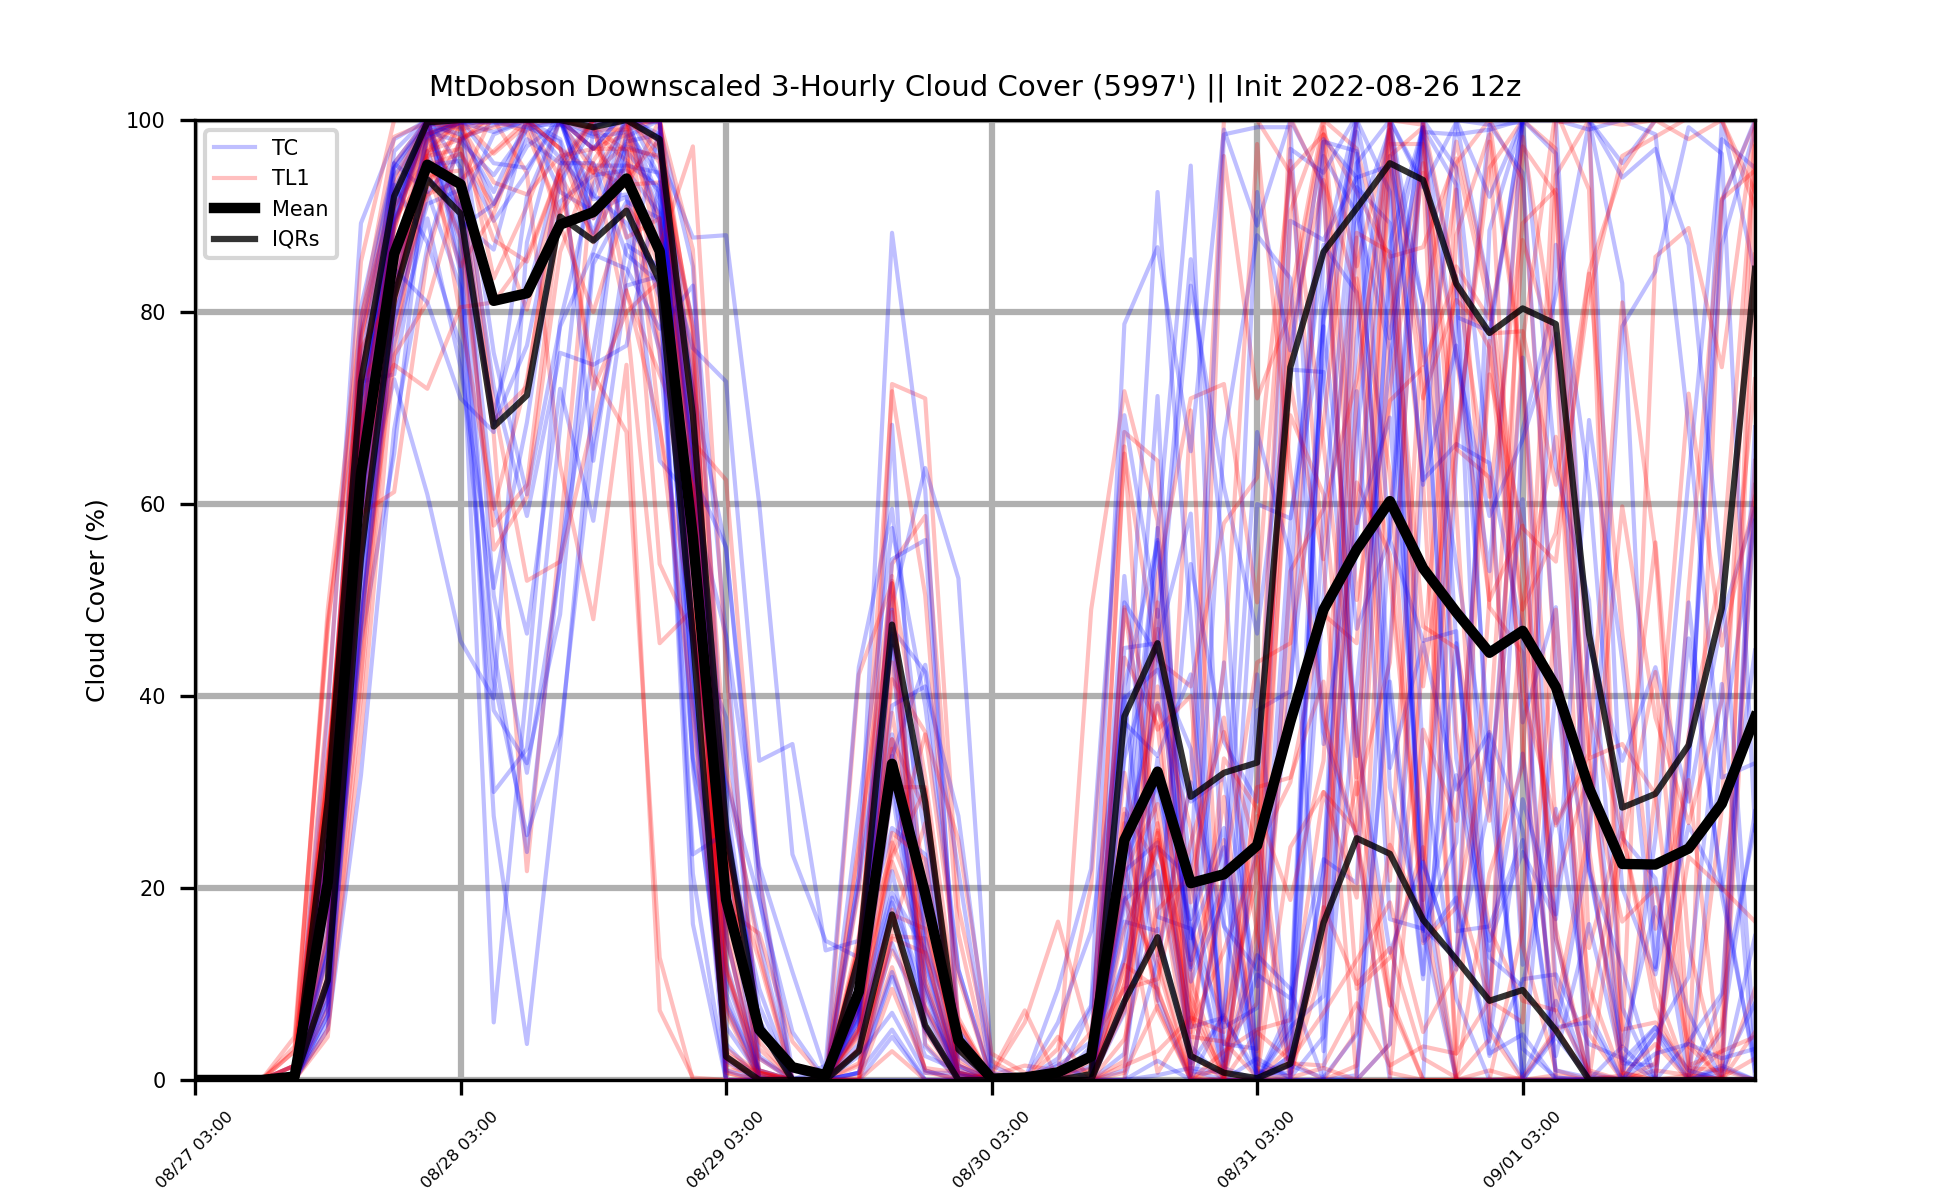 MtDobson Downscaled 3-Hourly Cloud Cover (5997') || Init 2022-08-26 12z
100
80
60
40
20
0
Cloud Cover (%)
TC
TL1
Mean
IQRs
08/27 03:00
08/28 03:00
08/29 03:00
08/30 03:00
08/31 03:00
09/01 03:00